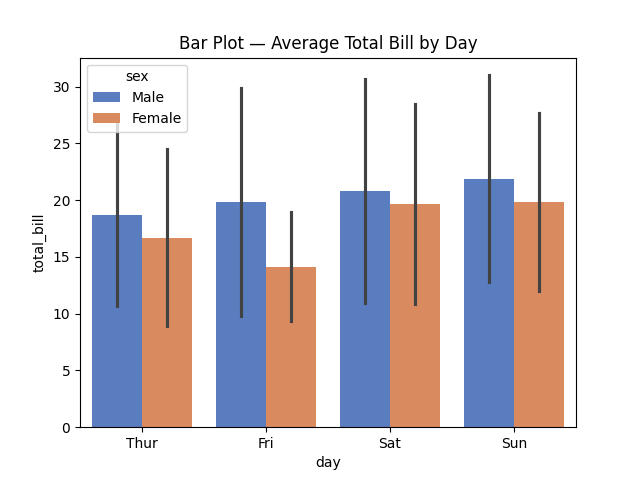 Bar Plot — Average Total Bill by Day
sex
Male
Female
total_bill
30
25
20
15
10
5
0
Thur Fri Sat Sun
day